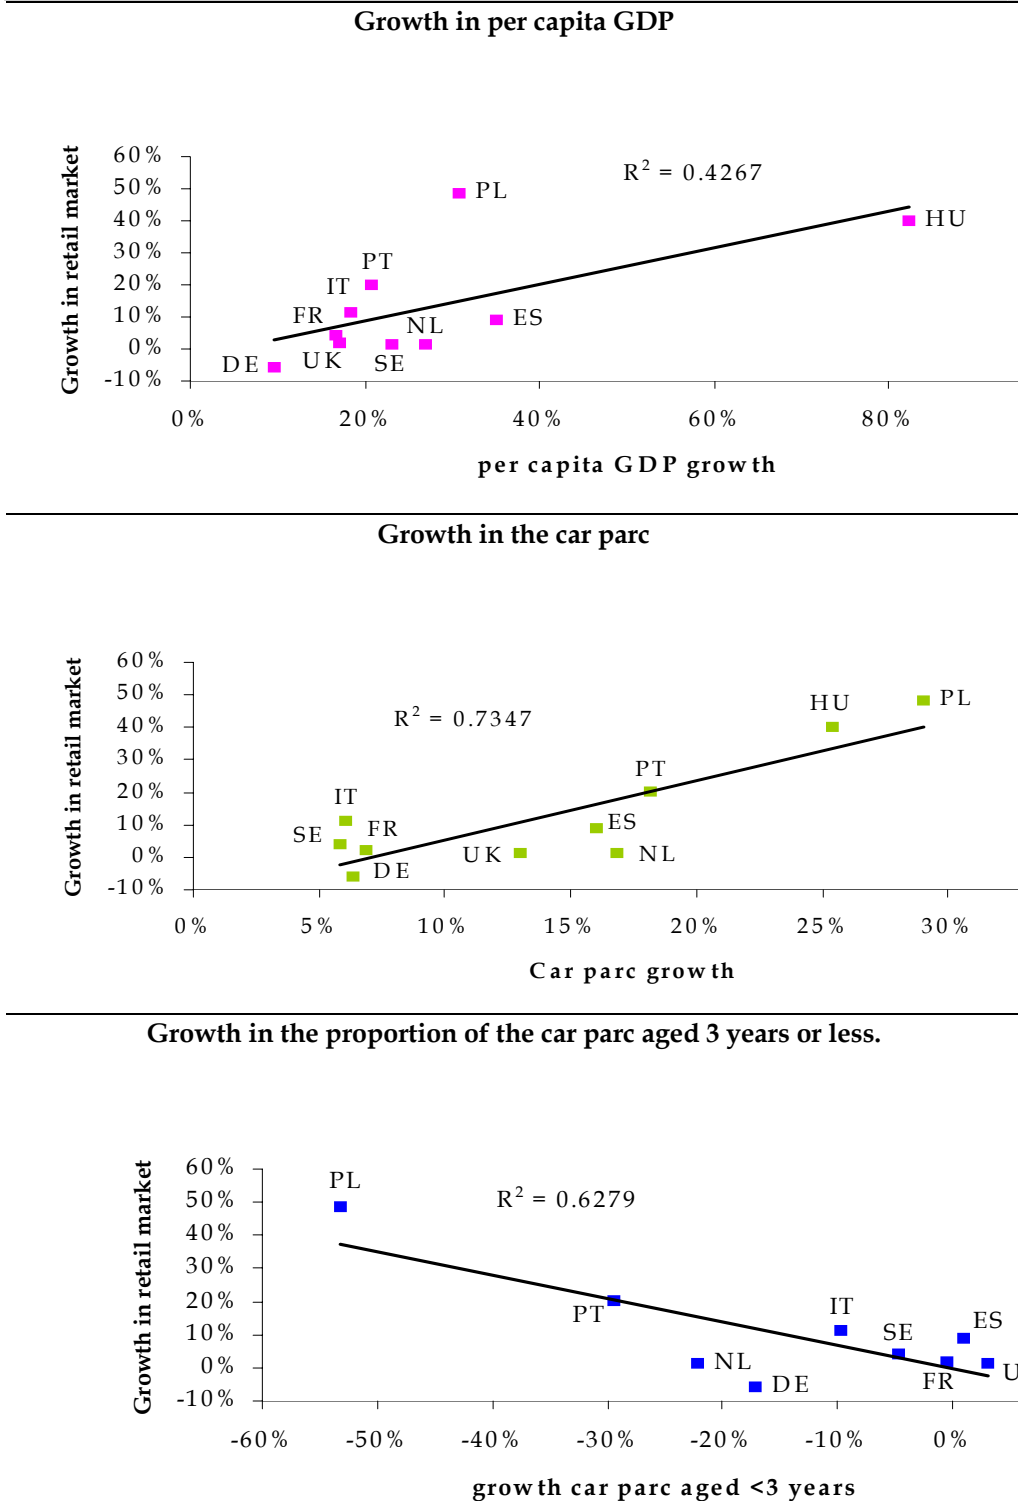 Growth in per capita GDP
60%
50%
40%
30%
20%
10%
0%
-10%
Growth in retail market
R² = 0.4267
PL
HU
PT
IT
FR
NL
ES
DE
UK
SE
0% 20% 40% 60% 80%
per capita GDP growth
Growth in the car parc
60%
50%
40%
30%
20%
10%
0%
-10%
Growth in retail market
R² = 0.7347
HU
PL
PT
IT
SE
FR
ES
UK
NL
DE
0% 5% 10% 15% 20% 25% 30%
Car parc growth
Growth in the proportion of the car parc aged 3 years or less.
60%
50%
40%
30%
20%
10%
0%
-10%
Growth in retail market
PL
R² = 0.6279
PT
IT
SE
ES
NL
DE
FR
U
-60% -50% -40% -30% -20% -10% 0%
growth car parc aged <3 years